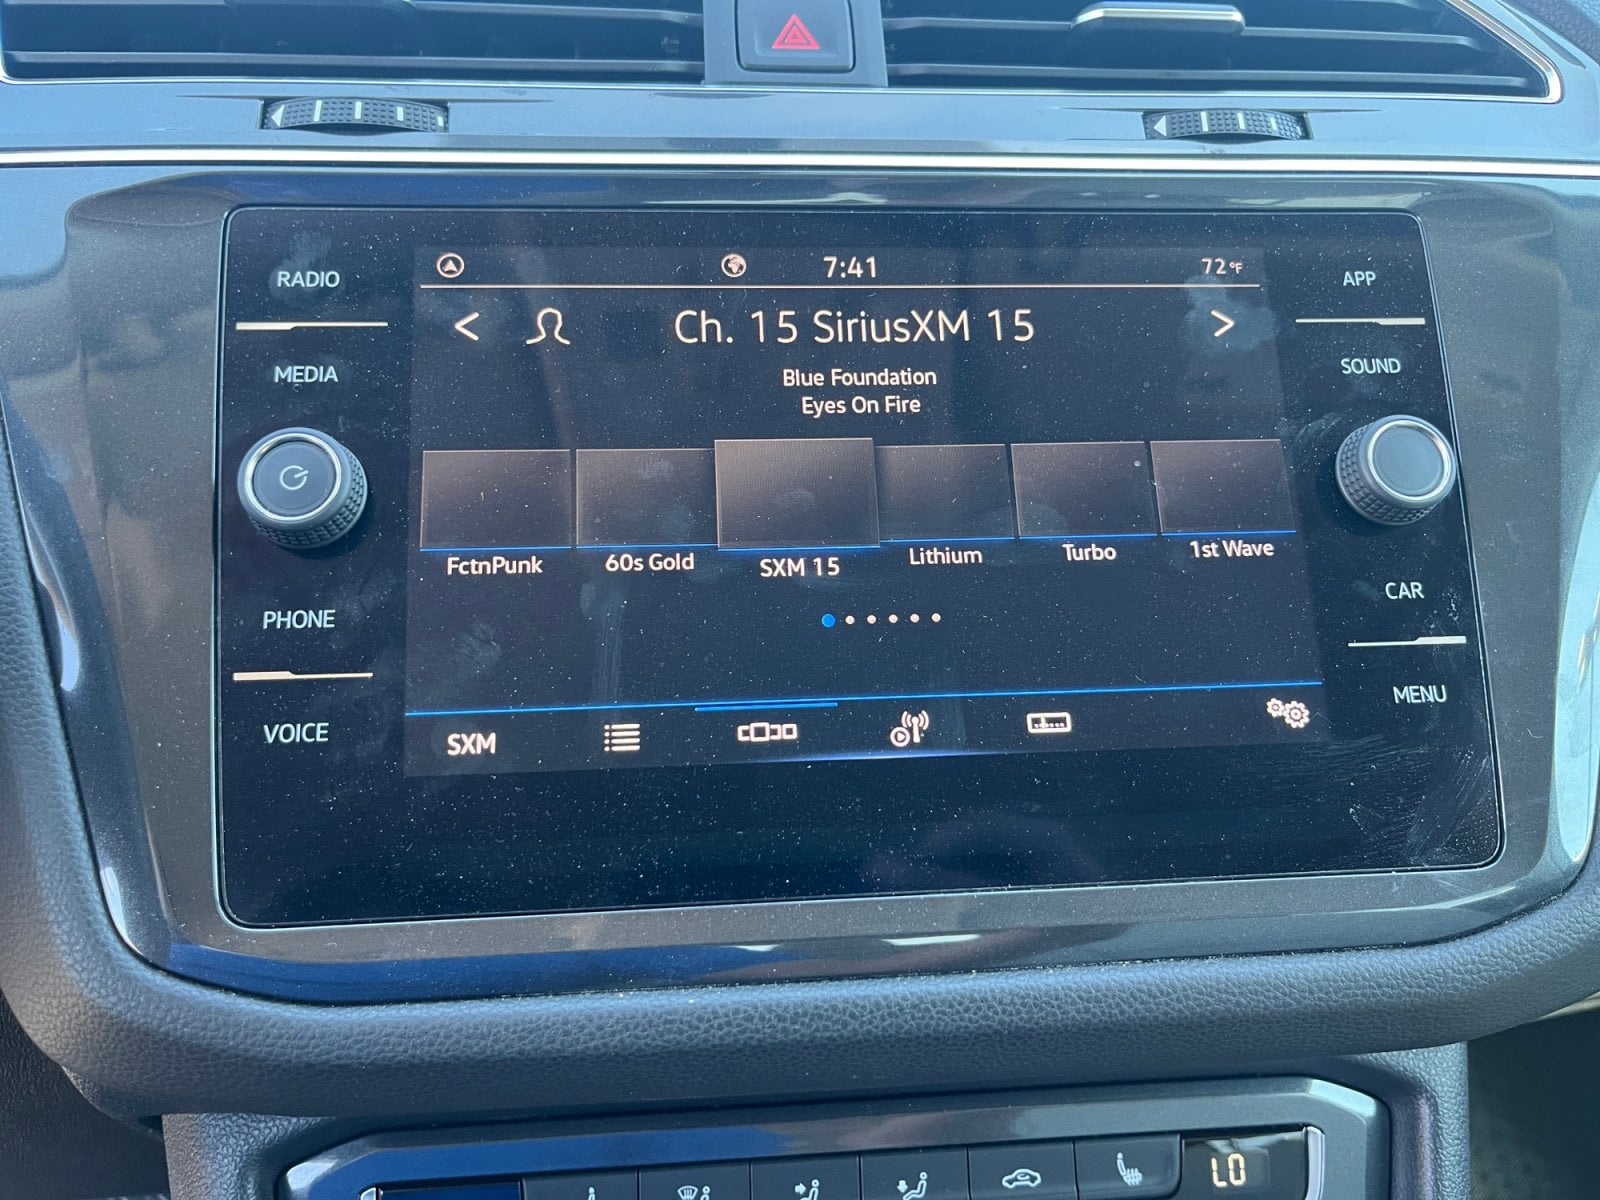 RADIO
MEDIA
PHONE
VOICE
7:41
72°F
Ch. 15 SiriusXM 15
Blue Foundation
Eyes On Fire
FctnPunk
60s Gold
SXM 15
Lithium
Turbo
1st Wave
SXM
APP
SOUND
CAR
MENU
LO